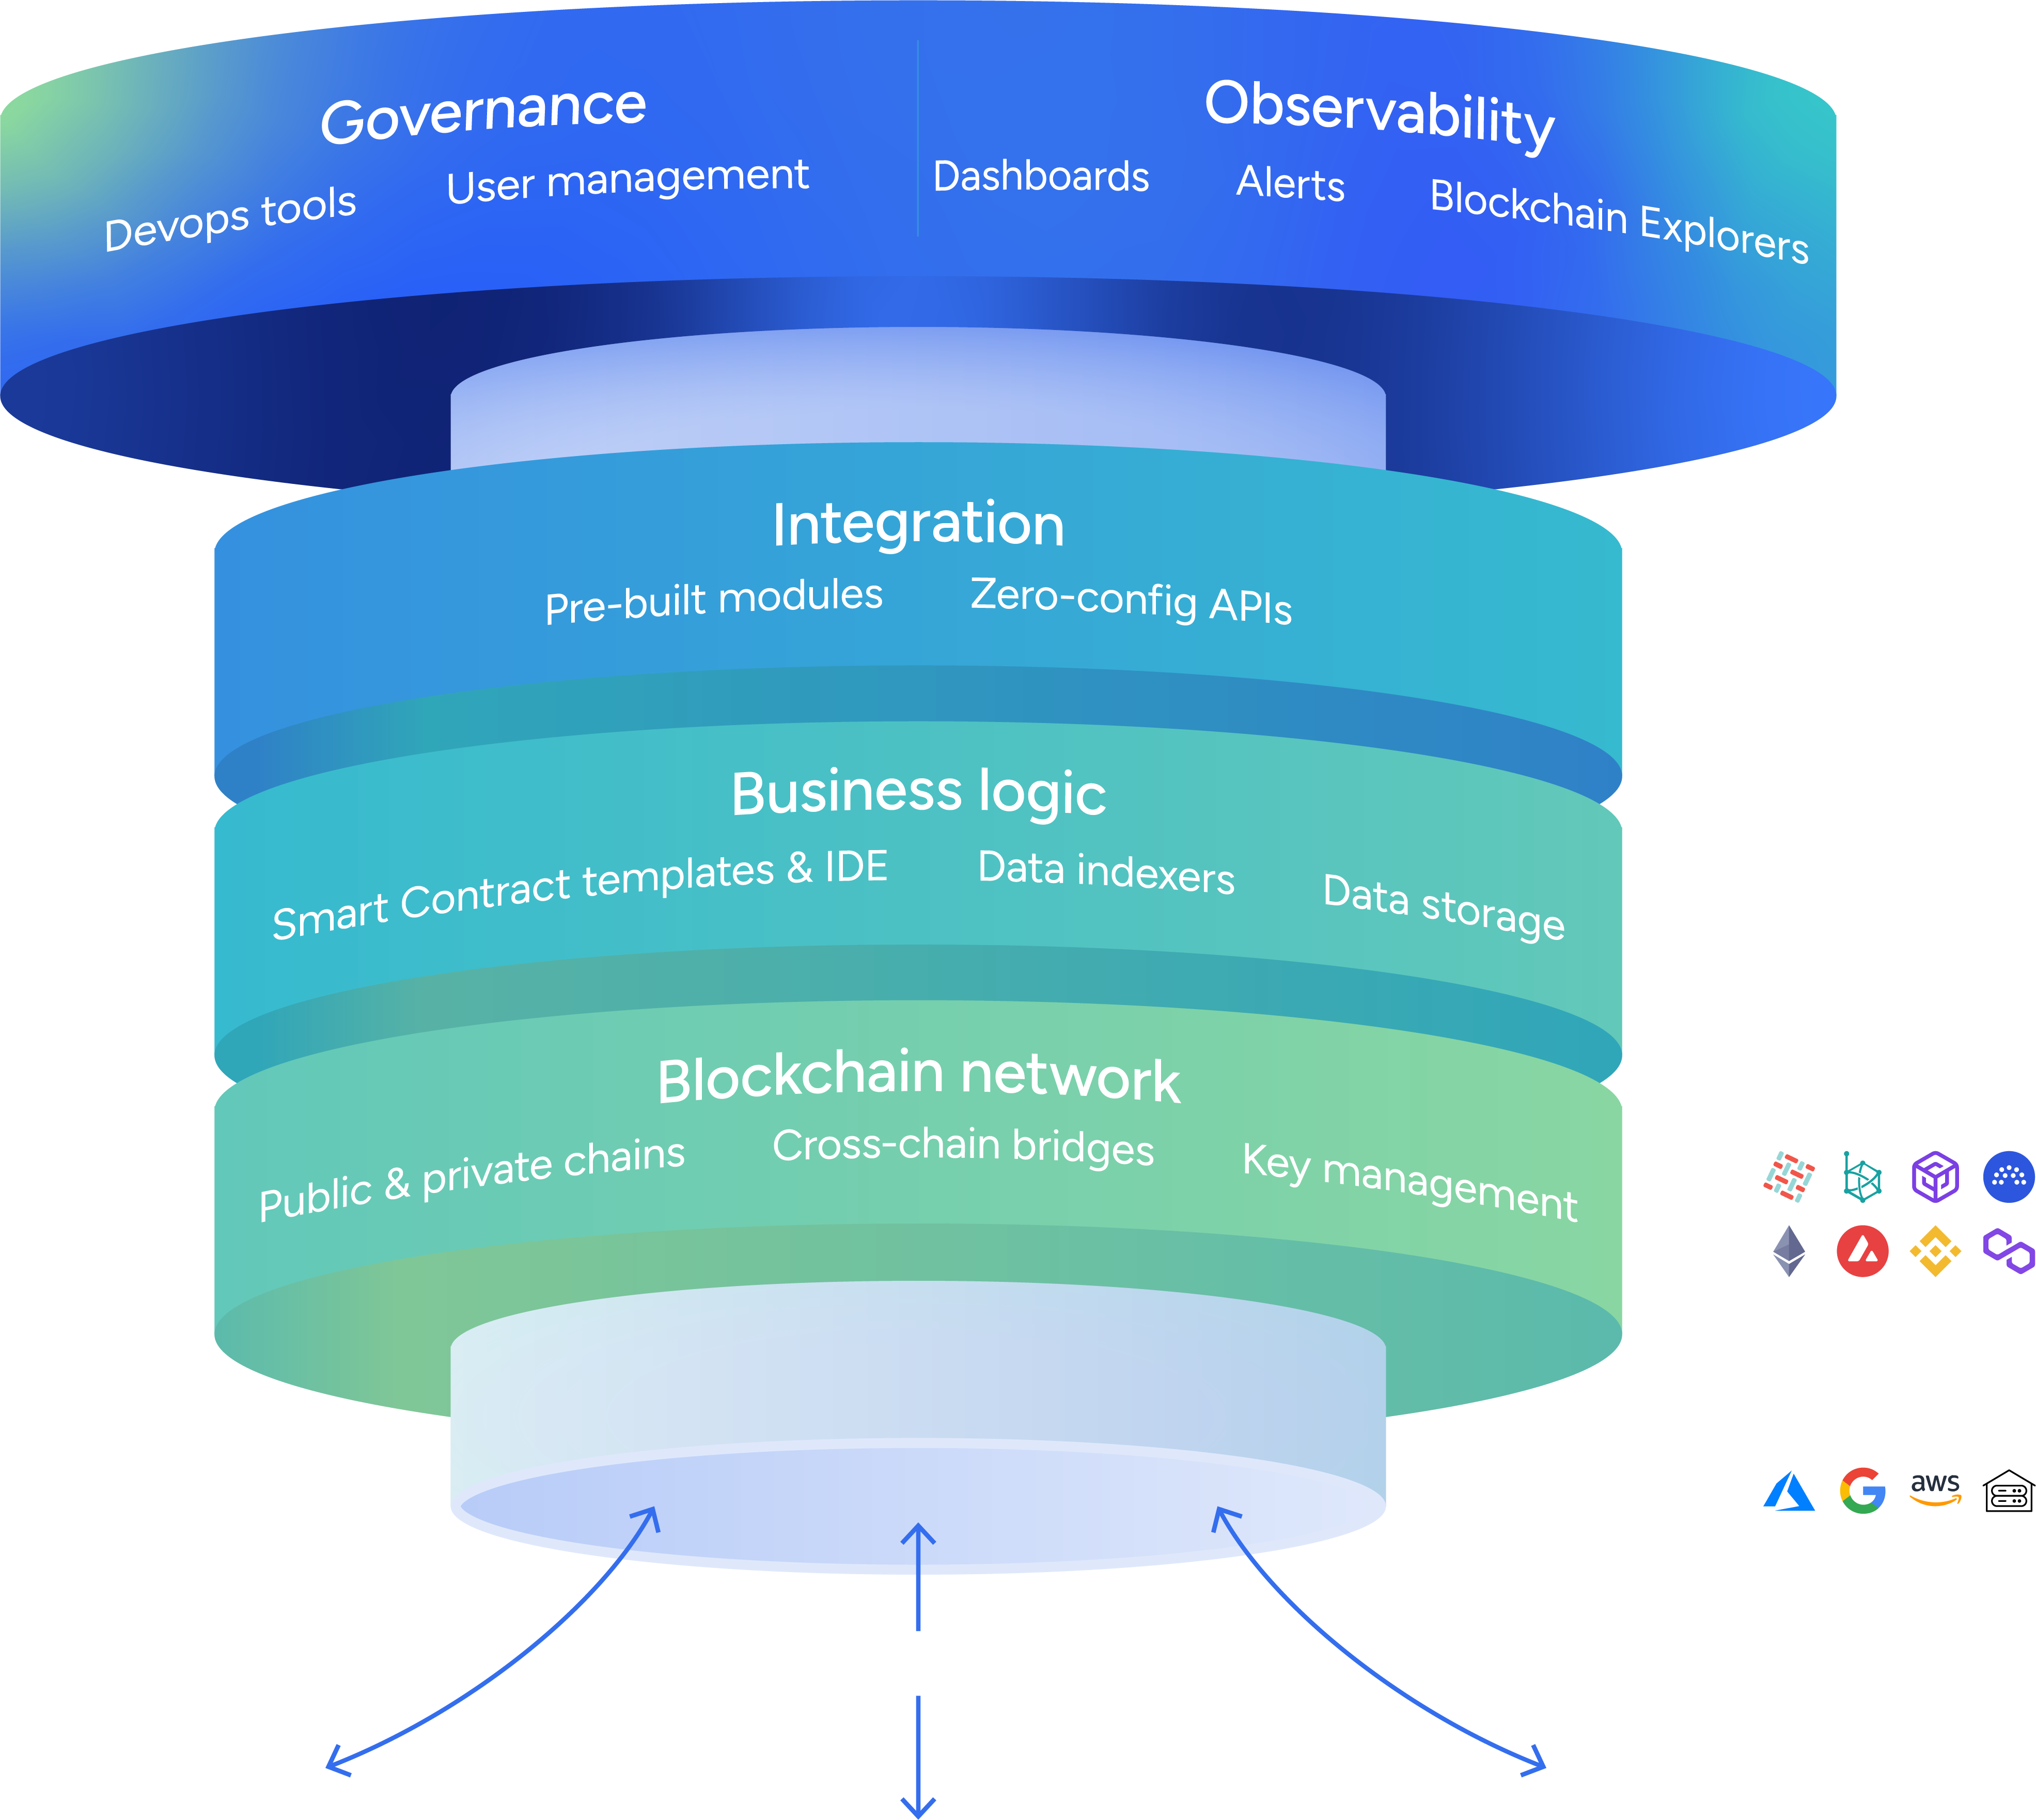 Governance
Observability
Devops tools
User management
Dashboards
Alerts
Blockchain Explorers
Integration
Pre-built modules
Zero-config APIs
Business logic
Smart Contract templates & IDE
Data indexers
Data storage
Blockchain network
Public & private chains
Cross-chain bridges
Key management
aws